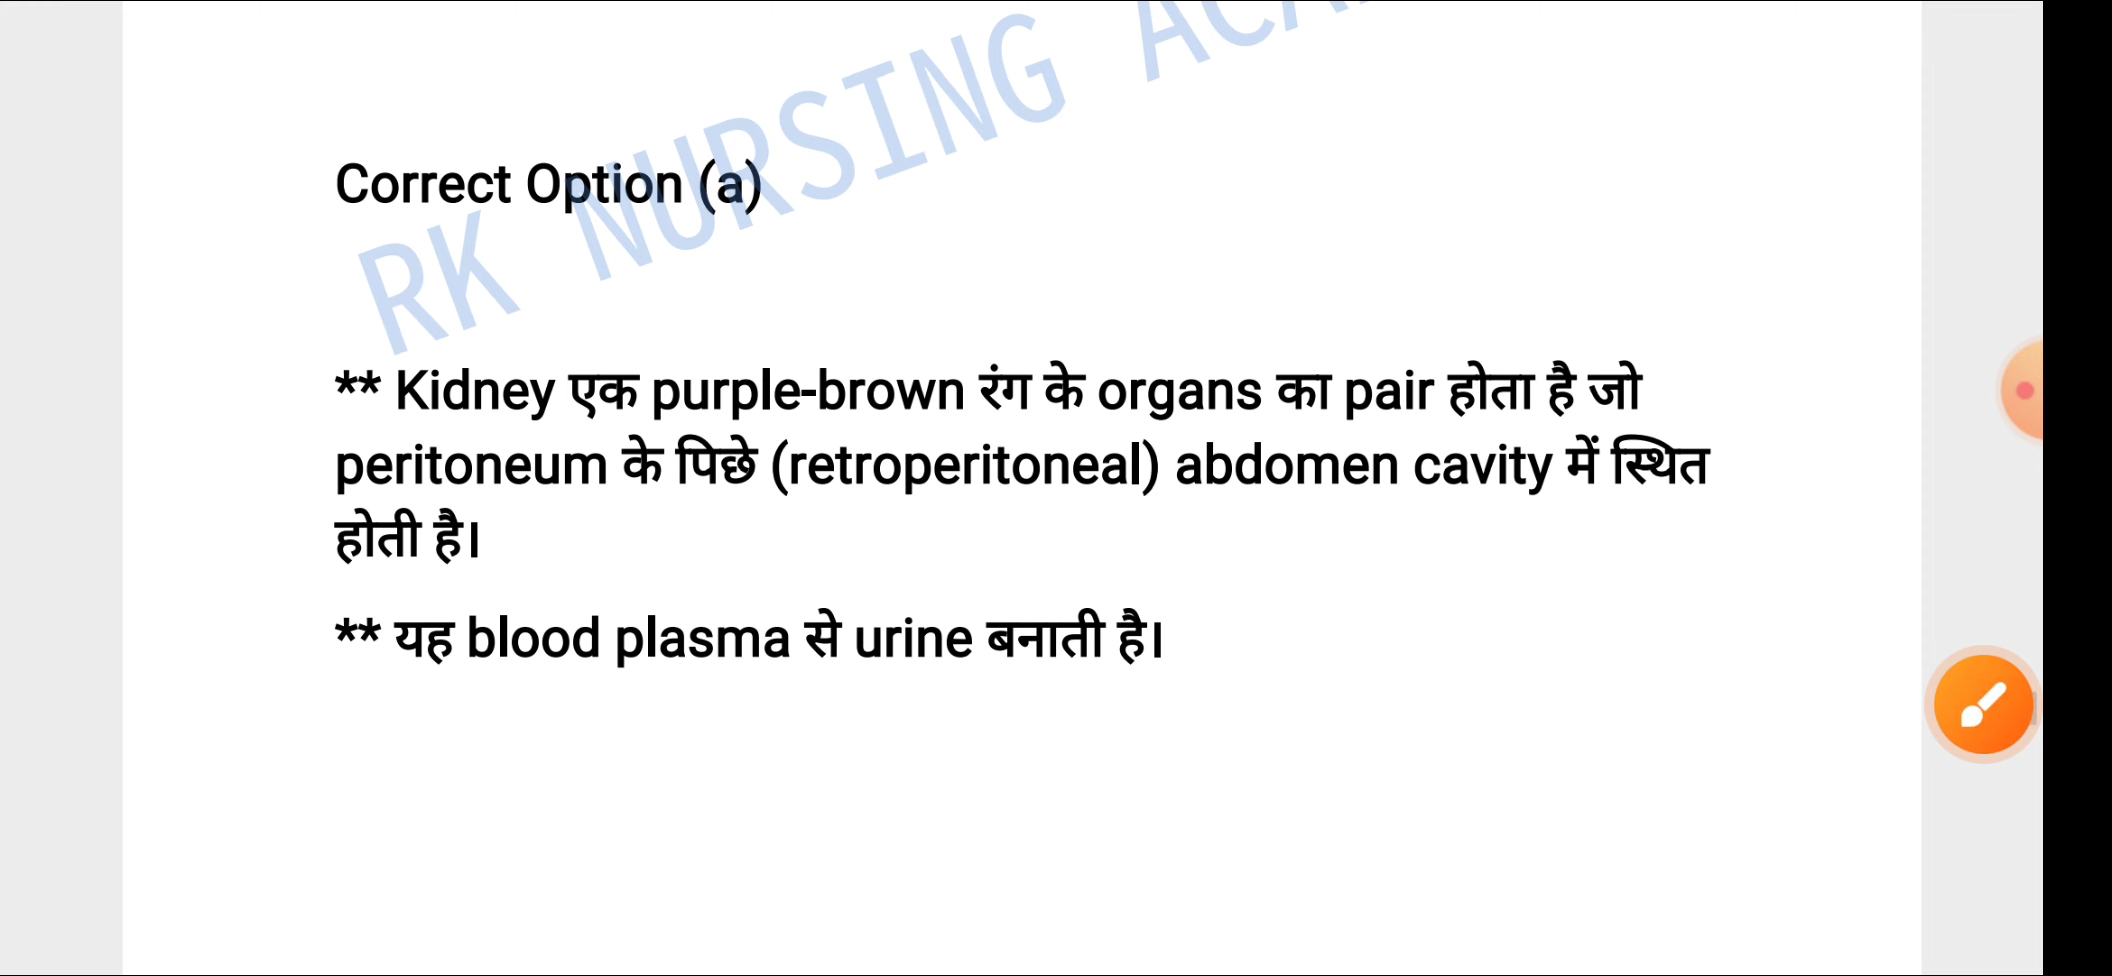 RK NURSING
Correct Option (a)
** Kidney एक purple-brown रंग के organs का pair होता है जो
peritoneum के पिछे (retroperitoneal) abdomen cavity में स्थित
होती है।
** यह blood plasma से urine बनाती है।